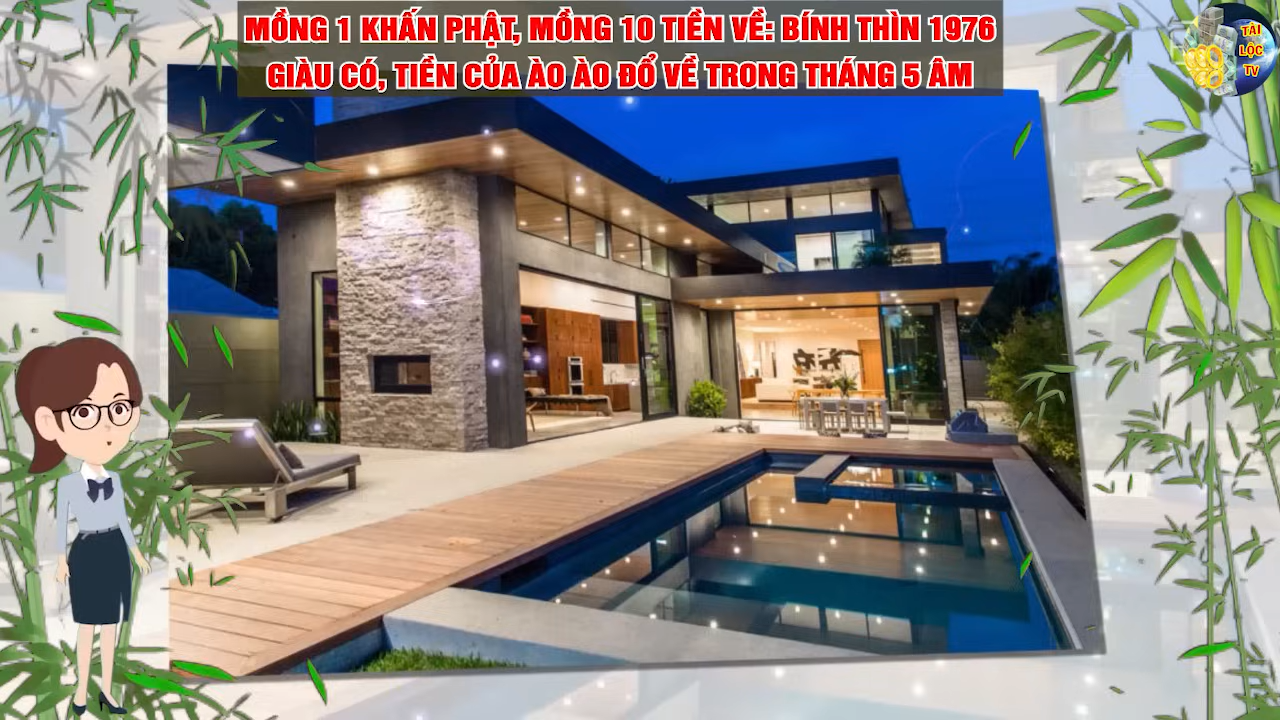 MỒNG 1 KHẤN PHẬT, MỒNG 10 TIỀN VỀ: BÍNH THÌN 1976
GIÀU CÓ, TIỀN CỦA ÀO ÀO ĐỔ VỀ TRONG THÁNG 5 ÂM
TÀI
LỘC
TV